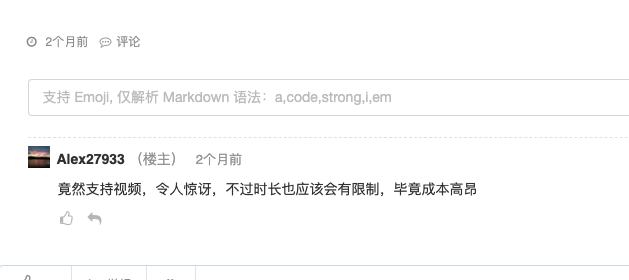 2个月前 评论
支持 Emoji, 仅解析 Markdown 语法：a,code,strong,i,em
Alex27933 （楼主） 2个月前
竟然支持视频，令人惊讶，不过时长也应该会有限制，毕竟成本高昂